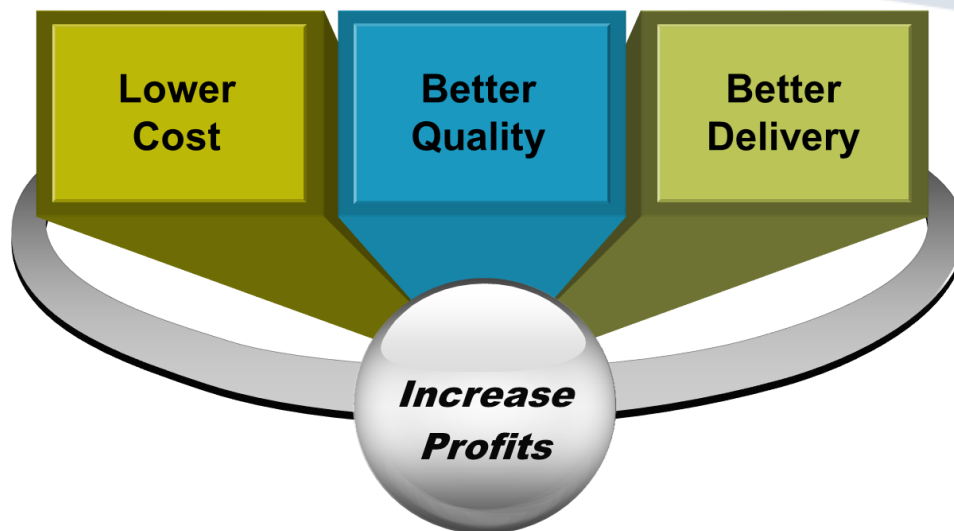 Lower
Cost
Better
Quality
Better
Delivery
Increase
Profits